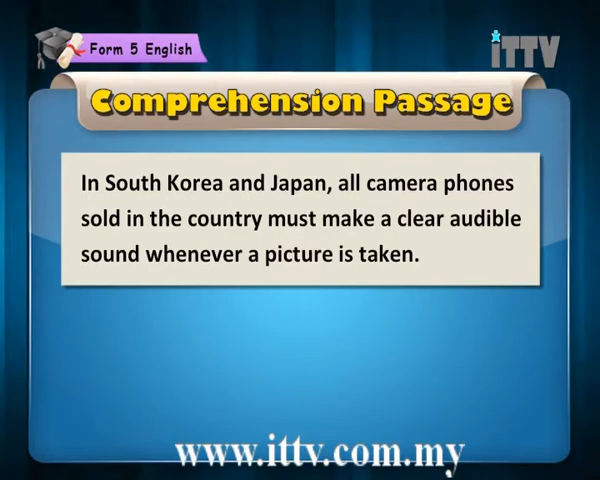 Form 5 English
iTTV
Comprehension Passage
In South Korea and Japan, all camera phones
sold in the country must make a clear audible
sound whenever a picture is taken.
www.ittv.com.my